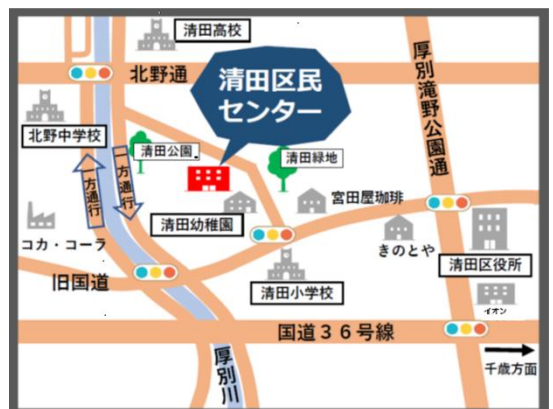 清田高校
北野通
清田区民
センター
厚別滝野公園通
北野中学校
清田公園
清田緑地
一方通行
一方通行
宮田屋珈琲
清田幼稚園
コカ・コーラ
きのとや
清田区役所
旧国道
清田小学校
イオン
国道36号線
千歳方面
厚別川